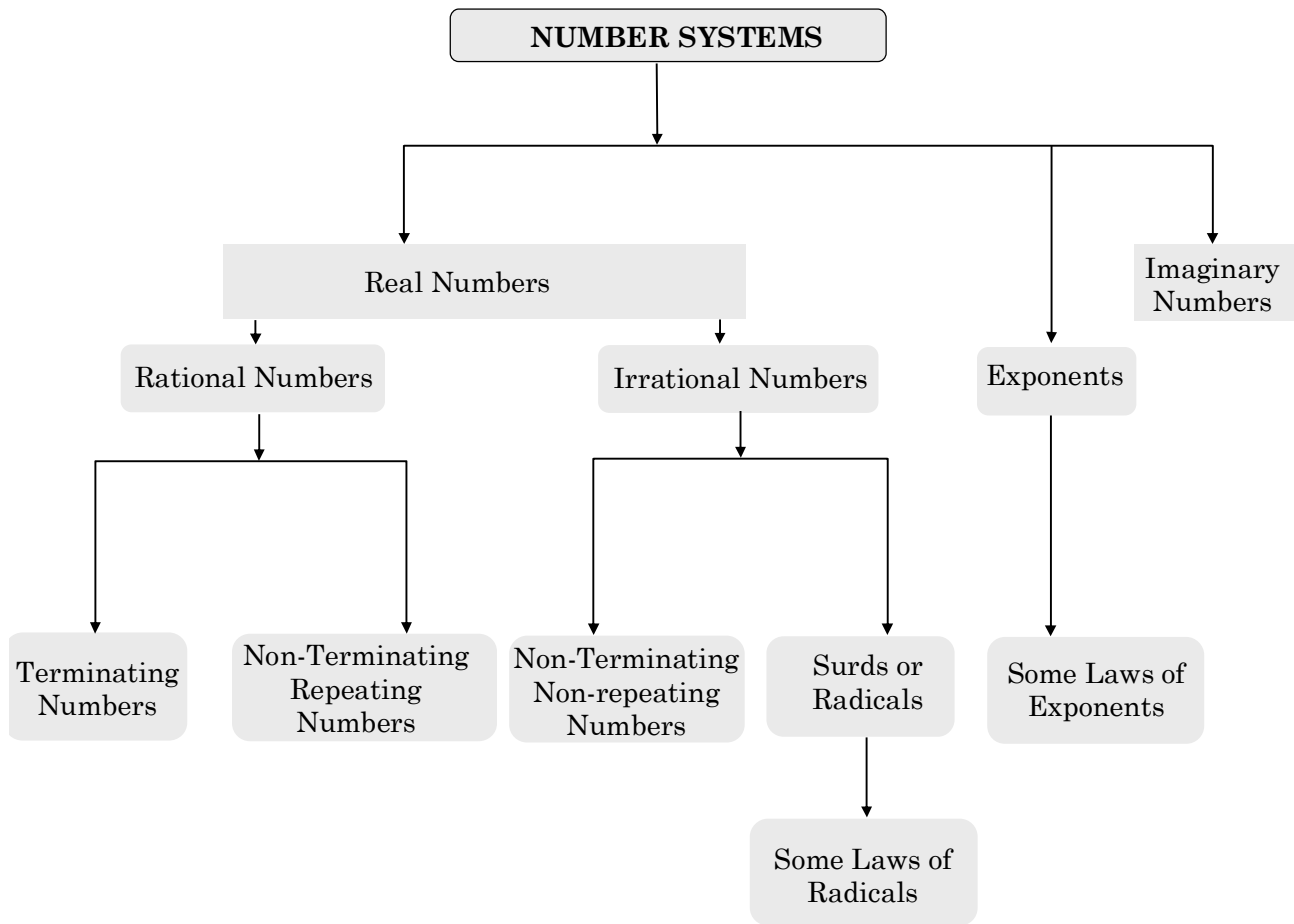 NUMBER SYSTEMS
Real Numbers
Imaginary
Numbers
Rational Numbers
Irrational Numbers
Exponents
Terminating
Numbers
Non-Terminating
Repeating
Numbers
Non-Terminating
Non-repeating
Numbers
Surds or
Radicals
Some Laws of
Exponents
Some Laws of
Radicals